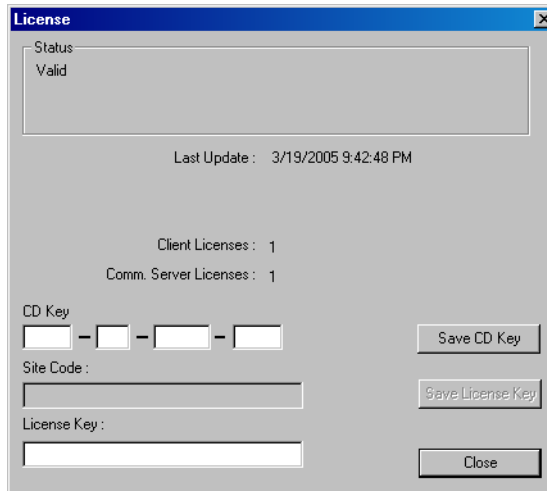 License
Status
Valid
Last Update : 3/19/2005 9:42:48 PM
Client Licenses : 1
Comm. Server Licenses : 1
CD Key
Save CD Key
Site Code :
Save License Key
License Key :
Close